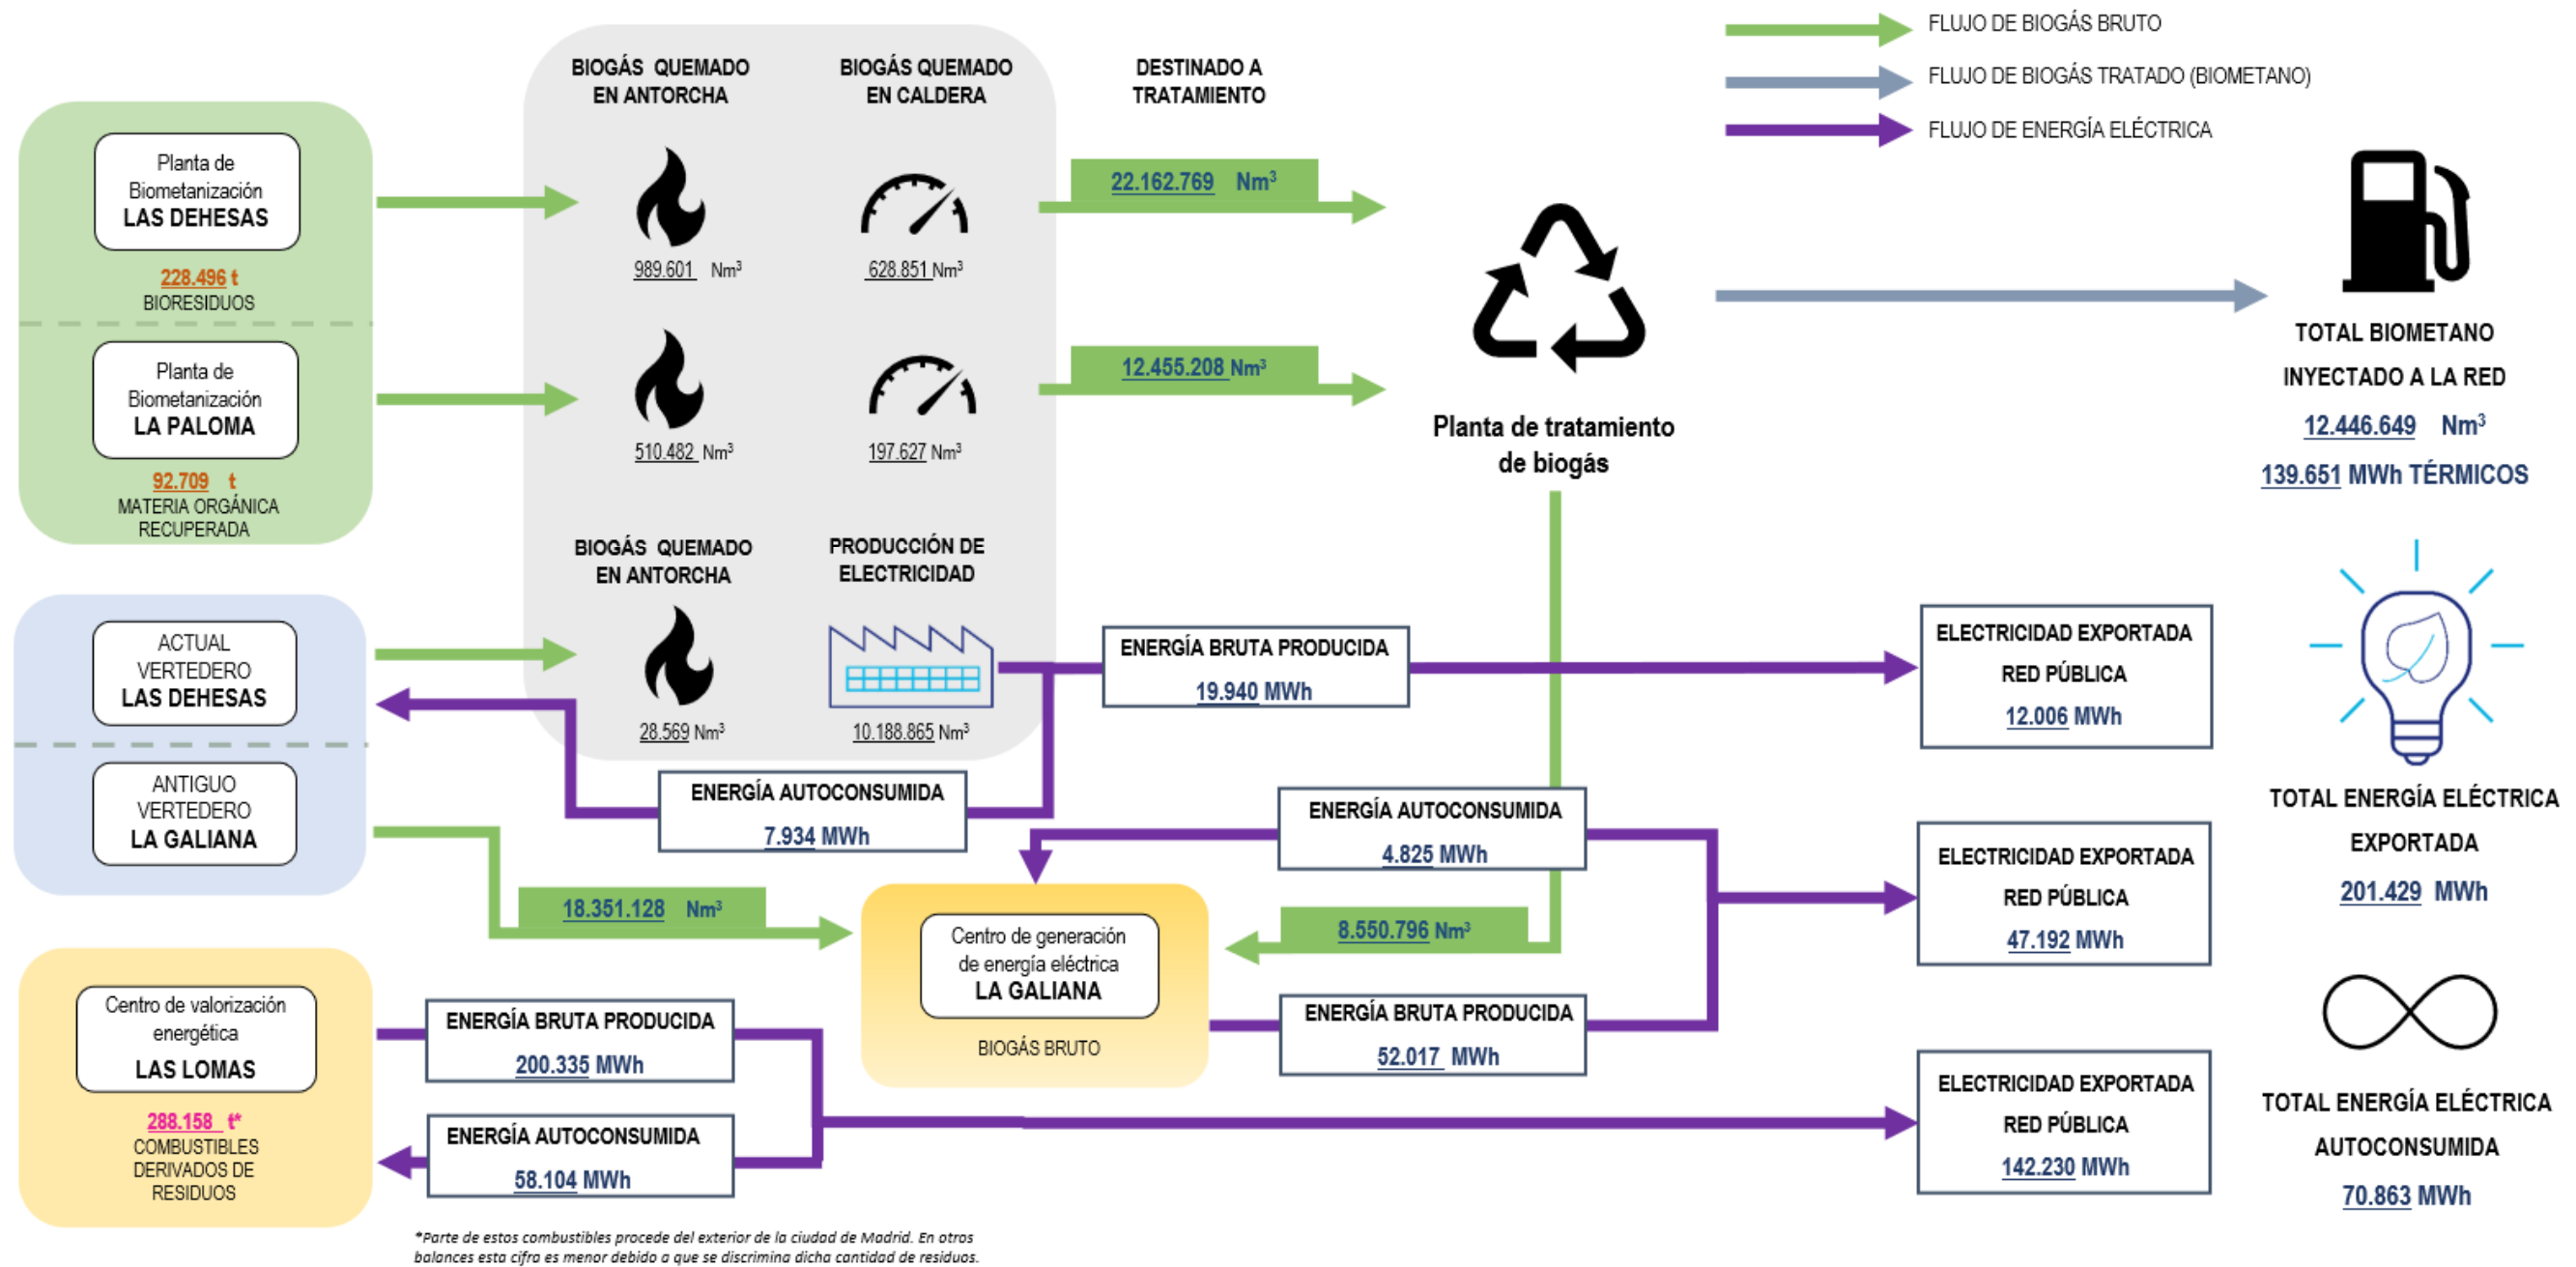 FLUJO DE BIOGÁS BRUTO
FLUJO DE BIOGÁS TRATADO (BIOMETANO)
FLUJO DE ENERGÍA ELÉCTRICA
BIOGÁS QUEMADO
EN ANTORCHA
BIOGÁS QUEMADO
EN CALDERA
DESTINADO A
TRATAMIENTO
Planta de
Biometanización
LAS DEHESAS
228.496 t
BIORESIDUOS
989.601 Nm³
628.851 Nm³
22.162.769 Nm³
Planta de
Biometanización
LA PALOMA
92.709 t
MATERIA ORGÁNICA
RECUPERADA
510.482 Nm³
197.627 Nm³
12.455.208 Nm³
Planta de tratamiento
de biogás
TOTAL BIOMETANO
INYECTADO A LA RED
12.446.649 Nm³
139.651 MWh TÉRMICOS
BIOGÁS QUEMADO
EN ANTORCHA
PRODUCCIÓN DE
ELECTRICIDAD
ACTUAL
VERTEDERO
LAS DEHESAS
28.569 Nm³
10.188.865 Nm³
ENERGÍA BRUTA PRODUCIDA
19.940 MWh
ELECTRICIDAD EXPORTADA
RED PÚBLICA
12.006 MWh
ENERGÍA AUTOCONSUMIDA
7.934 MWh
ANTIGUO
VERTEDERO
LA GALIANA
18.351.128 Nm³
ENERGÍA AUTOCONSUMIDA
4.825 MWh
8.550.796 Nm³
Centro de generación
de energía eléctrica
LA GALIANA
BIOGÁS BRUTO
ENERGÍA BRUTA PRODUCIDA
52.017 MWh
ELECTRICIDAD EXPORTADA
RED PÚBLICA
47.192 MWh
TOTAL ENERGÍA ELÉCTRICA
EXPORTADA
201.429 MWh
Centro de valorización
energética
LAS LOMAS
288.158 t*
COMBUSTIBLES
DERIVADOS DE
RESIDUOS
ENERGÍA BRUTA PRODUCIDA
200.335 MWh
ENERGÍA AUTOCONSUMIDA
58.104 MWh
ELECTRICIDAD EXPORTADA
RED PÚBLICA
142.230 MWh
TOTAL ENERGÍA ELÉCTRICA
AUTOCONSUMIDA
70.863 MWh
*Parte de estos combustibles procede del exterior de la ciudad de Madrid. En otros
balances esta cifra es menor debido a que se discrimina dicha cantidad de residuos.